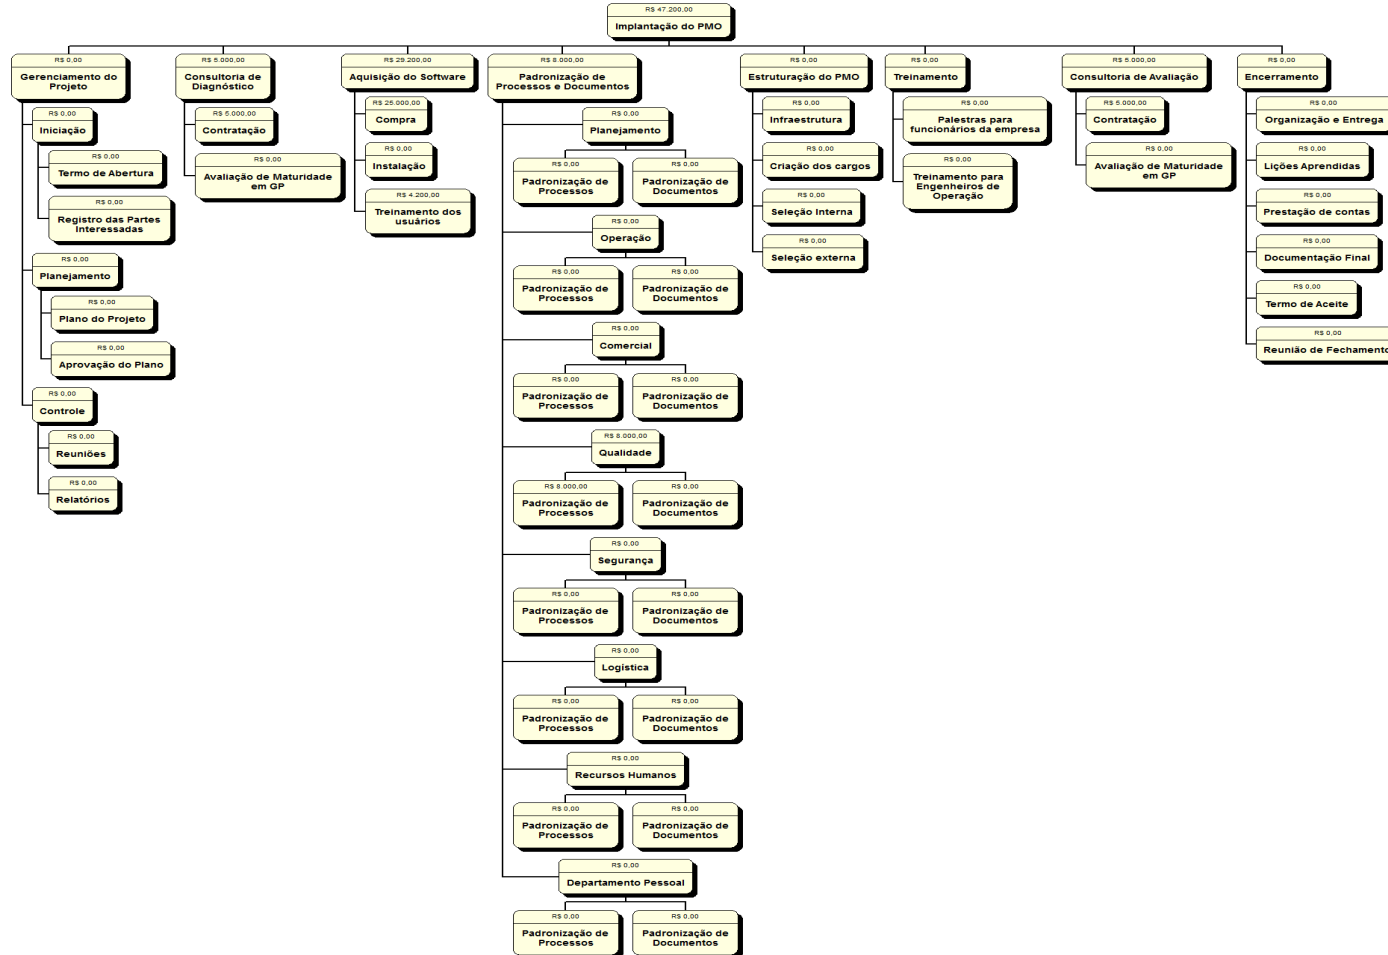 R$ 47.200,00
Implantação do PMO
R$ 0,00
Gerenciamento do
Projeto
R$ 0,00
Iniciação
R$ 0,00
Termo de Abertura
R$ 0,00
Registro das Partes
Interessadas
R$ 0,00
Planejamento
R$ 0,00
Plano do Projeto
R$ 0,00
Aprovação do Plano
R$ 0,00
Controle
R$ 0,00
Reuniões
R$ 0,00
Relatórios
R$ 5.000,00
Consultoria de
Diagnóstico
R$ 5.000,00
Contratação
R$ 0,00
Avaliação de Maturidade
em GP
R$ 29.200,00
Aquisição do Software
R$ 25.000,00
Compra
R$ 0,00
Instalação
R$ 4.200,00
Treinamento dos
usuários
R$ 8.000,00
Padronização de
Processos e Documentos
R$ 0,00
Planejamento
R$ 0,00
Padronização de
Processos
R$ 0,00
Padronização de
Documentos
R$ 0,00
Operação
R$ 0,00
Padronização de
Processos
R$ 0,00
Padronização de
Documentos
R$ 0,00
Comercial
R$ 0,00
Padronização de
Processos
R$ 0,00
Padronização de
Documentos
R$ 8.000,00
Qualidade
R$ 8.000,00
Padronização de
Processos
R$ 0,00
Padronização de
Documentos
R$ 0,00
Segurança
R$ 0,00
Padronização de
Processos
R$ 0,00
Padronização de
Documentos
R$ 0,00
Logística
R$ 0,00
Padronização de
Processos
R$ 0,00
Padronização de
Documentos
R$ 0,00
Recursos Humanos
R$ 0,00
Padronização de
Processos
R$ 0,00
Padronização de
Documentos
R$ 0,00
Departamento Pessoal
R$ 0,00
Padronização de
Processos
R$ 0,00
Padronização de
Documentos
R$ 0,00
Estruturação do PMO
R$ 0,00
Infraestrutura
R$ 0,00
Criação dos cargos
R$ 0,00
Seleção Interna
R$ 0,00
Seleção externa
R$ 0,00
Treinamento
R$ 0,00
Palestras para
funcionários da empresa
R$ 0,00
Treinamento para
Engenheiros de
Operação
R$ 5.000,00
Consultoria de Avaliação
R$ 5.000,00
Contratação
R$ 0,00
Avaliação de Maturidade
em GP
R$ 0,00
Encerramento
R$ 0,00
Organização e Entrega
R$ 0,00
Lições Aprendidas
R$ 0,00
Prestação de contas
R$ 0,00
Documentação Final
R$ 0,00
Termo de Aceite
R$ 0,00
Reunião de Fechamento